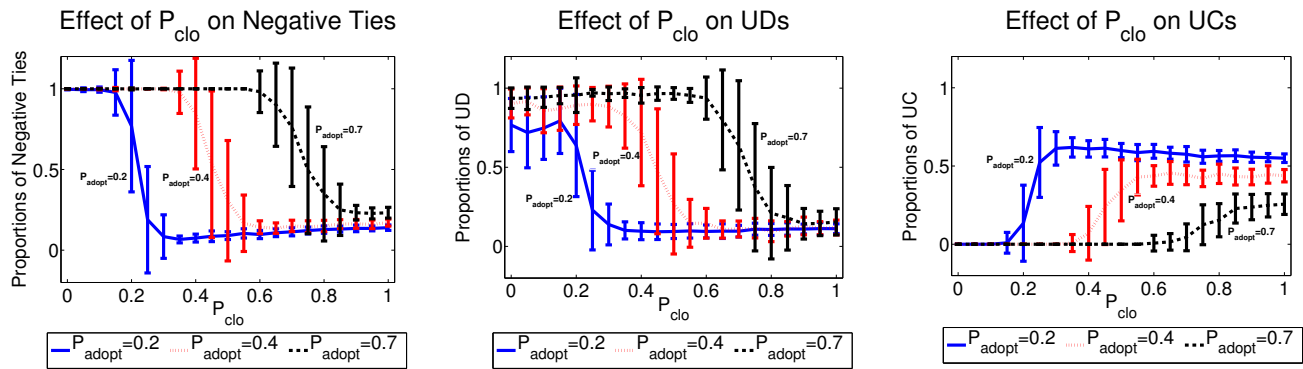 Effect of P_clo on Negative Ties
Proportions of Negative Ties
1
0.5
0
P_adopt=0.2
P_adopt=0.4
P_adopt=0.7
0 0.2 0.4 0.6 0.8 1
P_clo
P_adopt=0.2 P_adopt=0.4 P_adopt=0.7
Effect of P_clo on UDs
Proportions of UD
1
0.5
0
P_adopt=0.2
P_adopt=0.4
P_adopt=0.7
0 0.2 0.4 0.6 0.8 1
P_clo
P_adopt=0.2 P_adopt=0.4 P_adopt=0.7
Effect of P_clo on UCs
Proportions of UC
1
0.5
0
P_adopt=0.2
P_adopt=0.4
P_adopt=0.7
0 0.2 0.4 0.6 0.8 1
P_clo
P_adopt=0.2 P_adopt=0.4 P_adopt=0.7